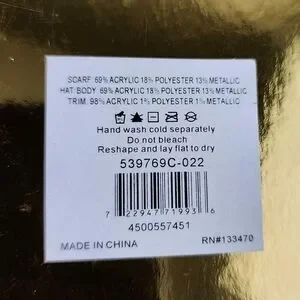 SCARF: 69% ACRYLIC 18% POLYESTER 13% METALLIC
HAT BODY: 69% ACRYLIC 18% POLYESTER 13% METALLIC
TRIM: 98% ACRYLIC 1% POLYESTER 1% METALLIC
Hand wash cold separately
Do not bleach
Reshape and lay flat to dry
539769C-022
7 22947 71993 6
4500557451
MADE IN CHINA RN#133470